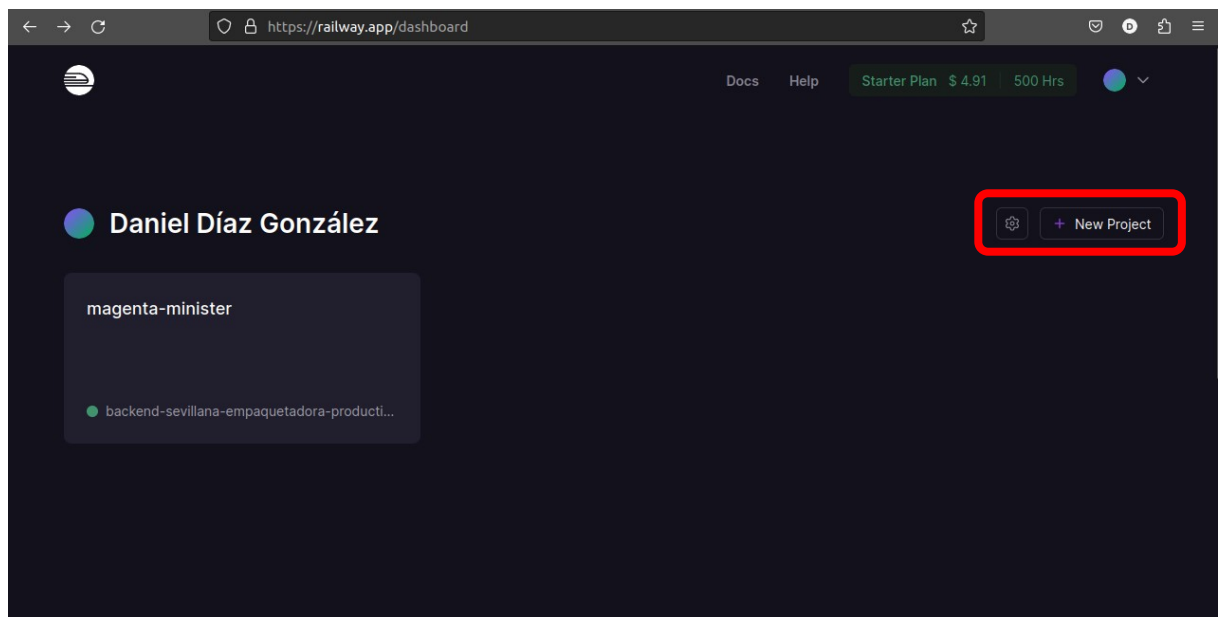 https://railway.app/dashboard
D
Docs Help Starter Plan $ 4.91 500 Hrs
Daniel Díaz González
+ New Project
magenta-minister
backend-sevillana-empaquetadora-producti...